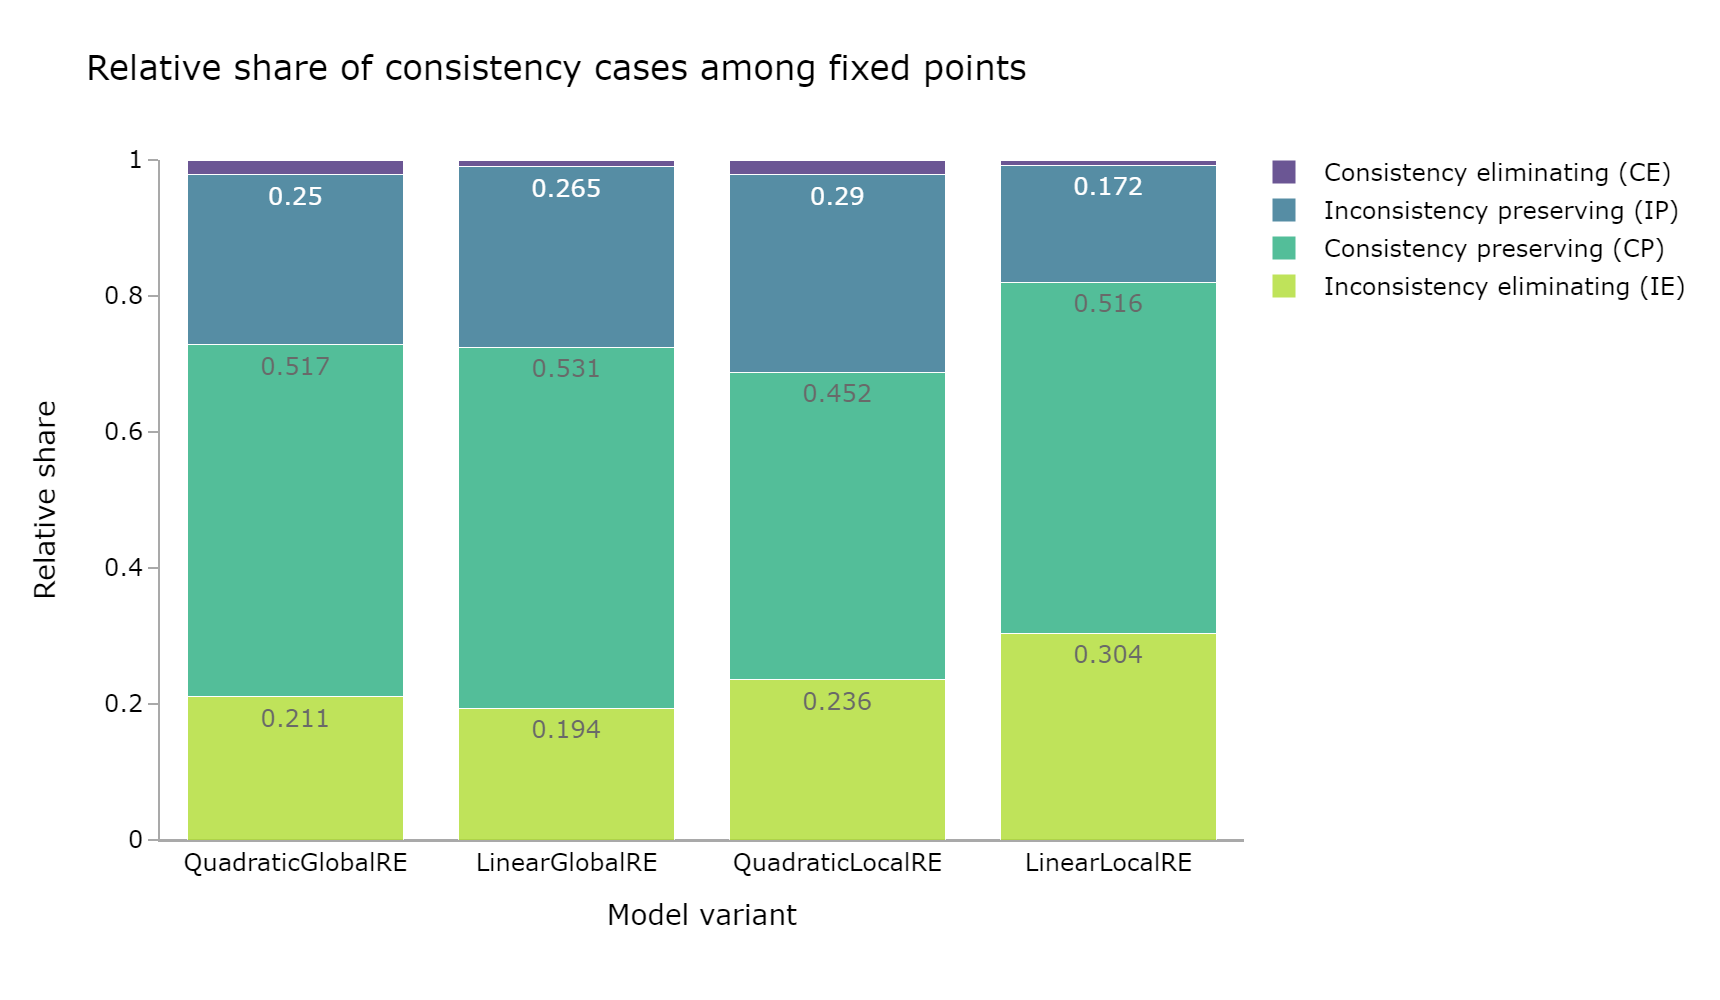 Relative share of consistency cases among fixed points
Consistency eliminating (CE)
Inconsistency preserving (IP)
Consistency preserving (CP)
Inconsistency eliminating (IE)
Relative share
1
0.8
0.6
0.4
0.2
0
0.25
0.517
0.211
0.265
0.531
0.194
0.29
0.452
0.236
0.172
0.516
0.304
QuadraticGlobalRE
LinearGlobalRE
QuadraticLocalRE
LinearLocalRE
Model variant